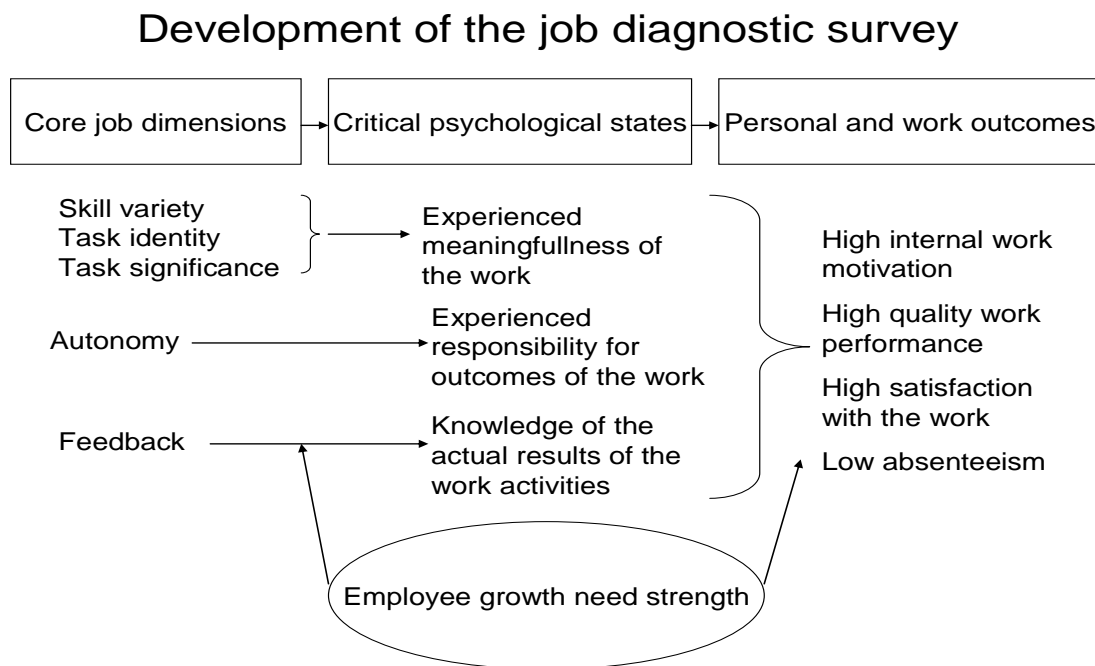 Development of the job diagnostic survey
Core job dimensions
Critical psychological states
Personal and work outcomes
Skill variety
Task identity
Task significance
Experienced
meaningfullness of
the work
Autonomy
Experienced
responsibility for
outcomes of the work
Feedback
Knowledge of the
actual results of the
work activities
High internal work
motivation
High quality work
performance
High satisfaction
with the work
Low absenteeism
Employee growth need strength